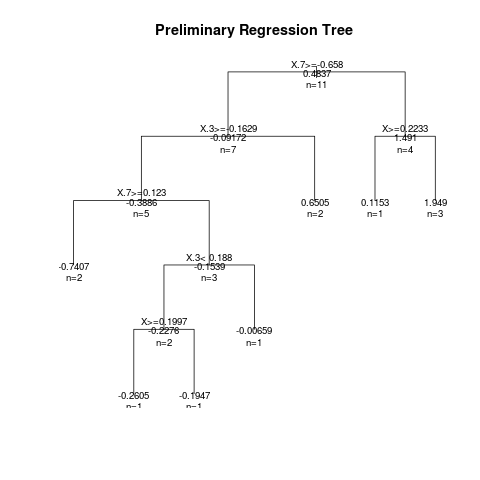 Preliminary Regression Tree
X.7>=-0.658
0.4837
n=11
X.3>=-0.1629
-0.09172
n=7
X>=0.2233
1.491
n=4
X.7>=0.123
-0.3886
n=5
0.6505
n=2
0.1153
n=1
1.949
n=3
-0.7407
n=2
X.3< 0.188
-0.1539
n=3
X>=0.1997
-0.2276
n=2
-0.00659
n=1
-0.2605
n=1
-0.1947
n=1